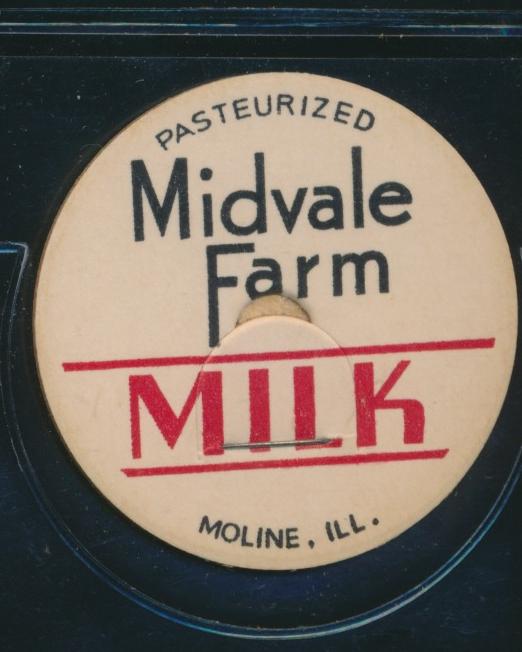 PASTEURIZED
Midvale
Farm
MILK
MOLINE, ILL.